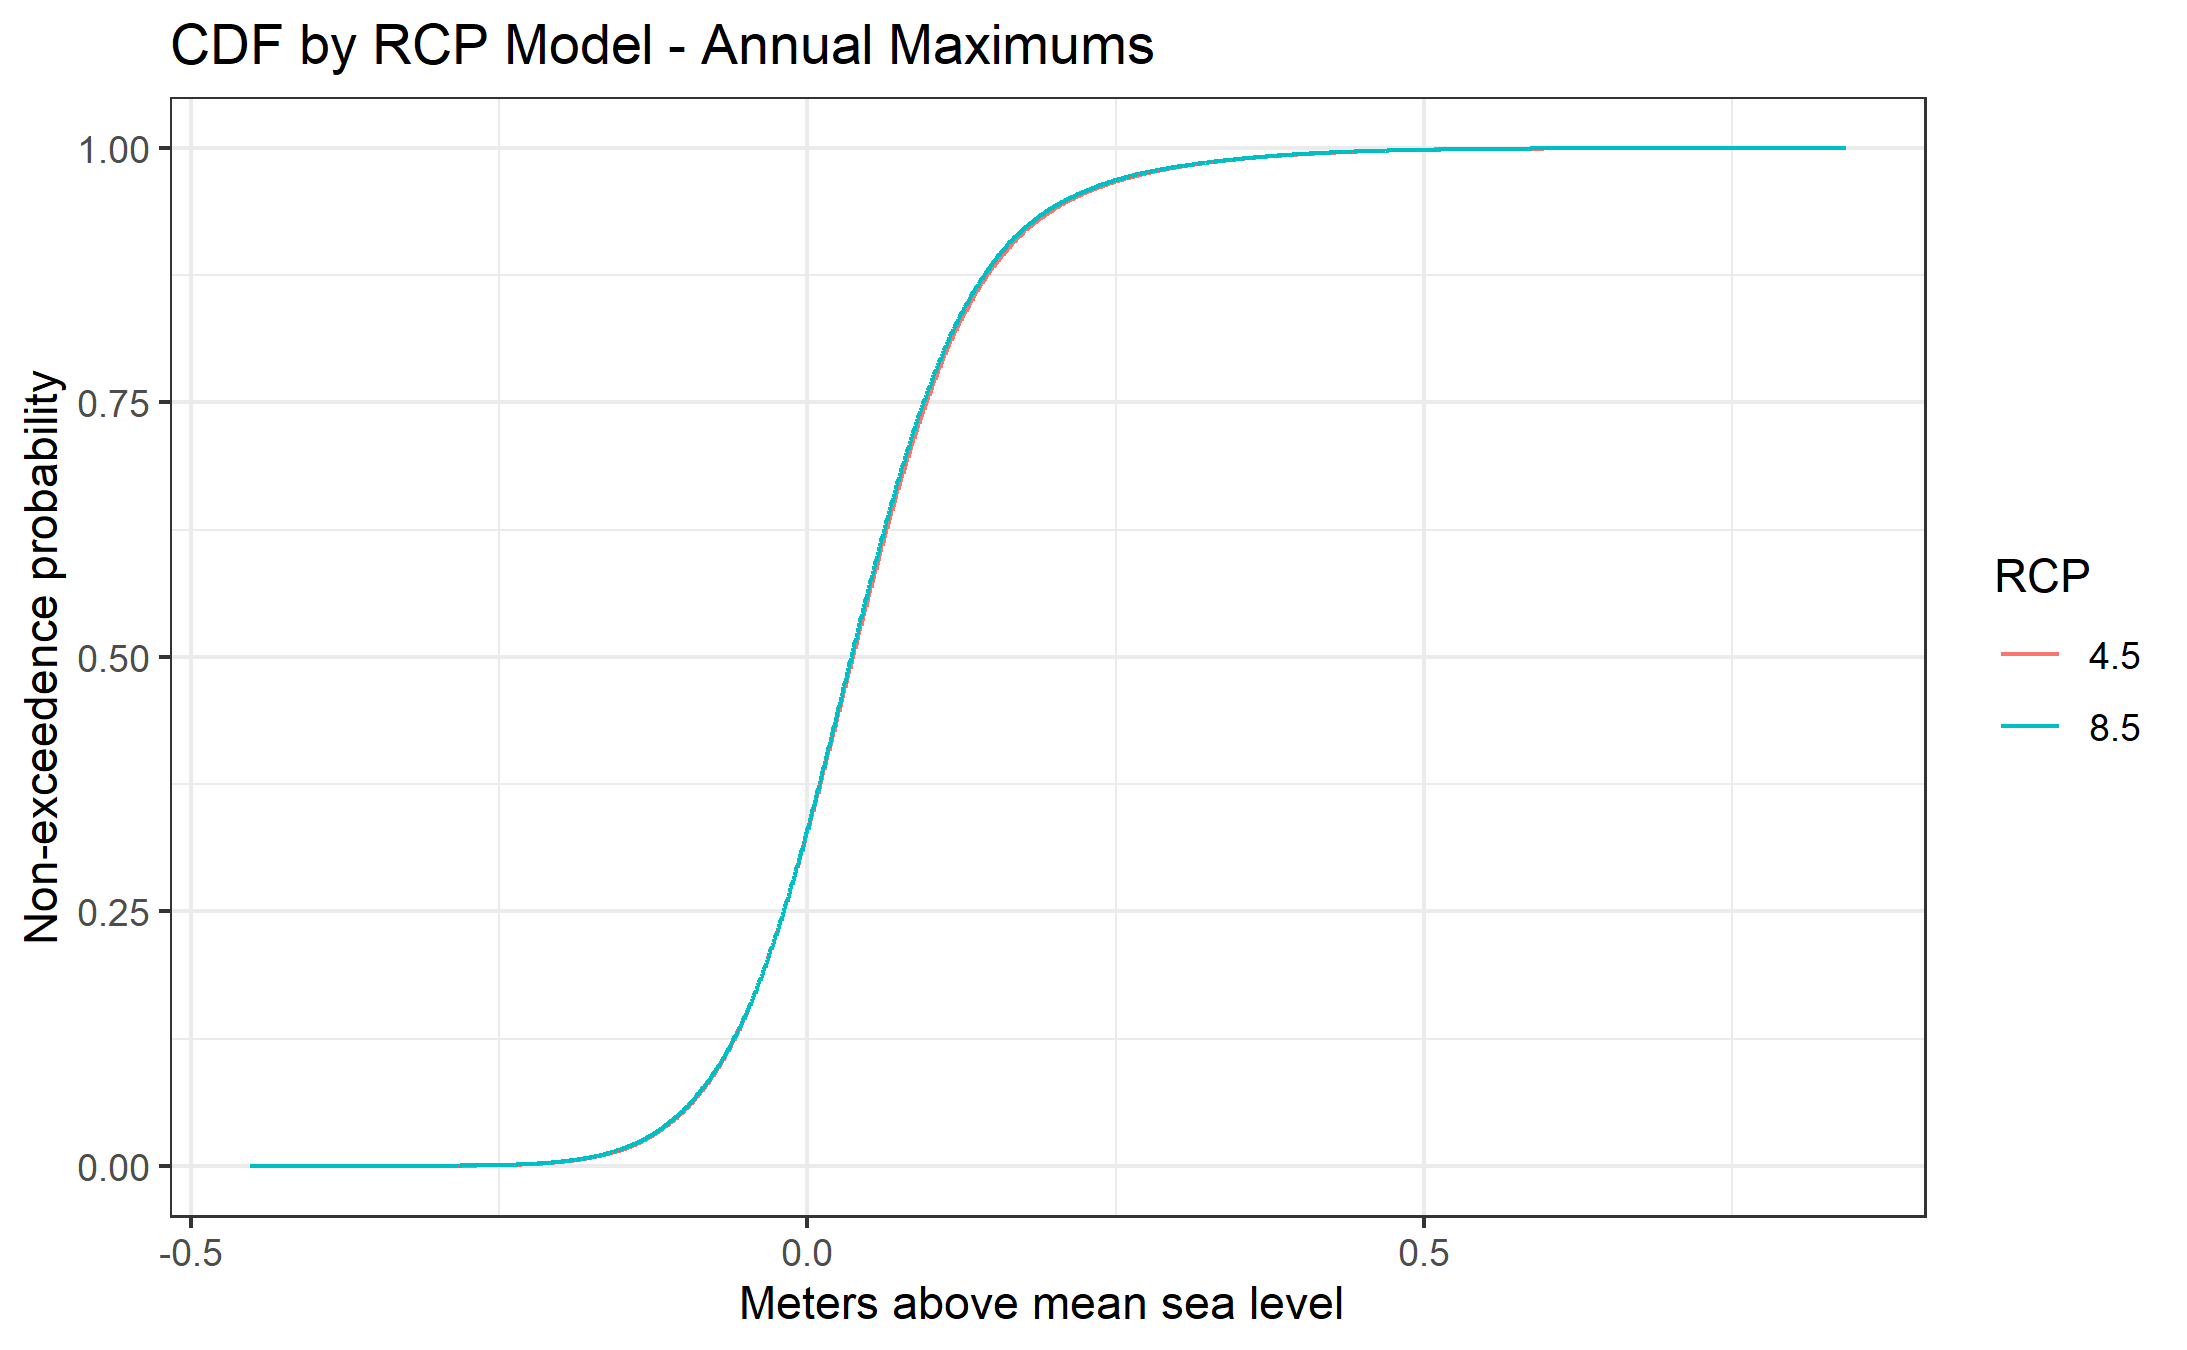 CDF by RCP Model - Annual Maximums
Non-exceedence probability
1.00
0.75
0.50
0.25
0.00
-0.5
0.0
0.5
Meters above mean sea level
RCP
4.5
8.5